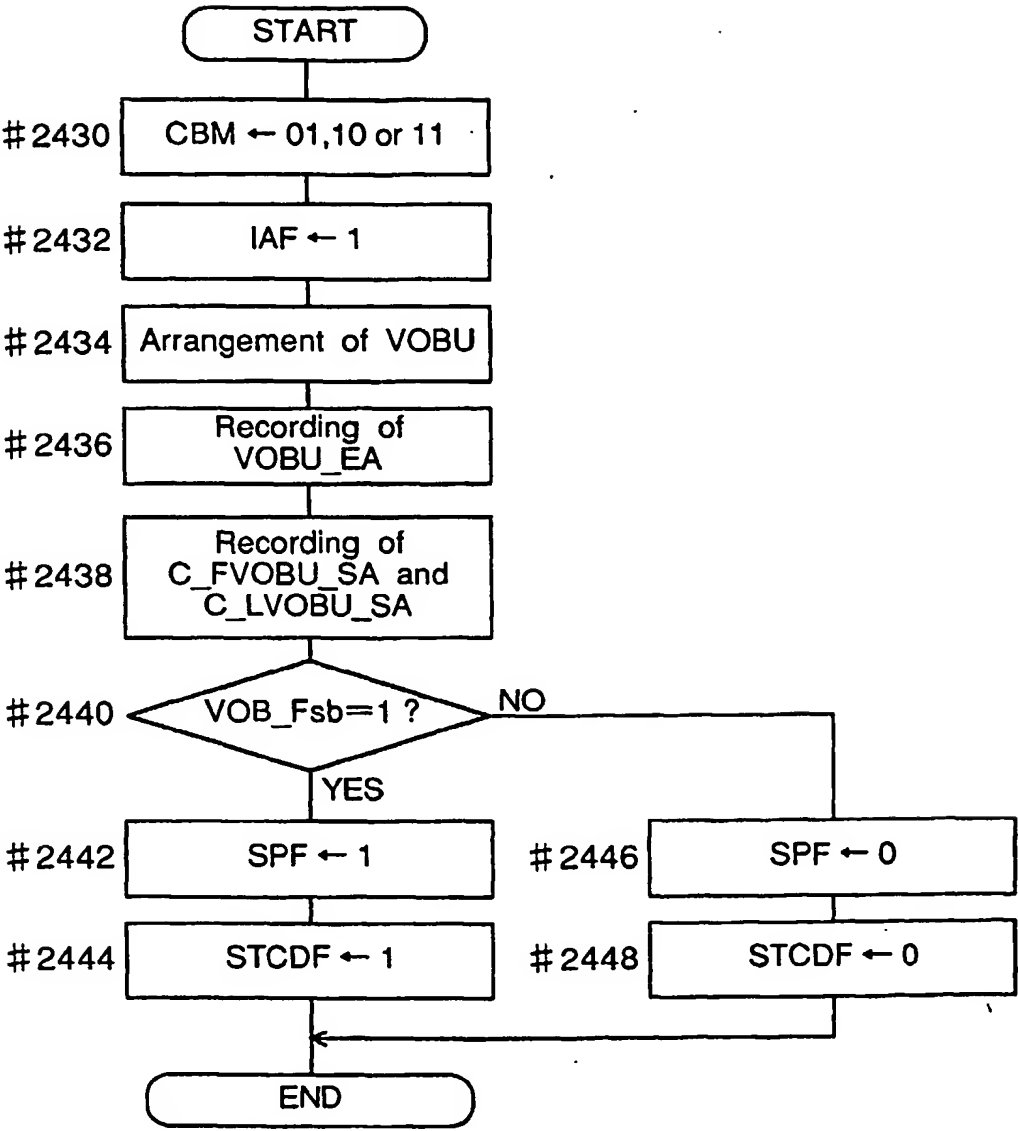 START
#2430 CBM ← 01,10 or 11
#2432 IAF ← 1
#2434 Arrangement of VOBU
#2436 Recording of
VOBU_EA
#2438 Recording of
C_FVOBU_SA and
C_LVOBU_SA
#2440 VOB_Fsb=1 ? NO
YES
#2442 SPF ← 1 #2446 SPF ← 0
#2444 STCDF ← 1 #2448 STCDF ← 0
END